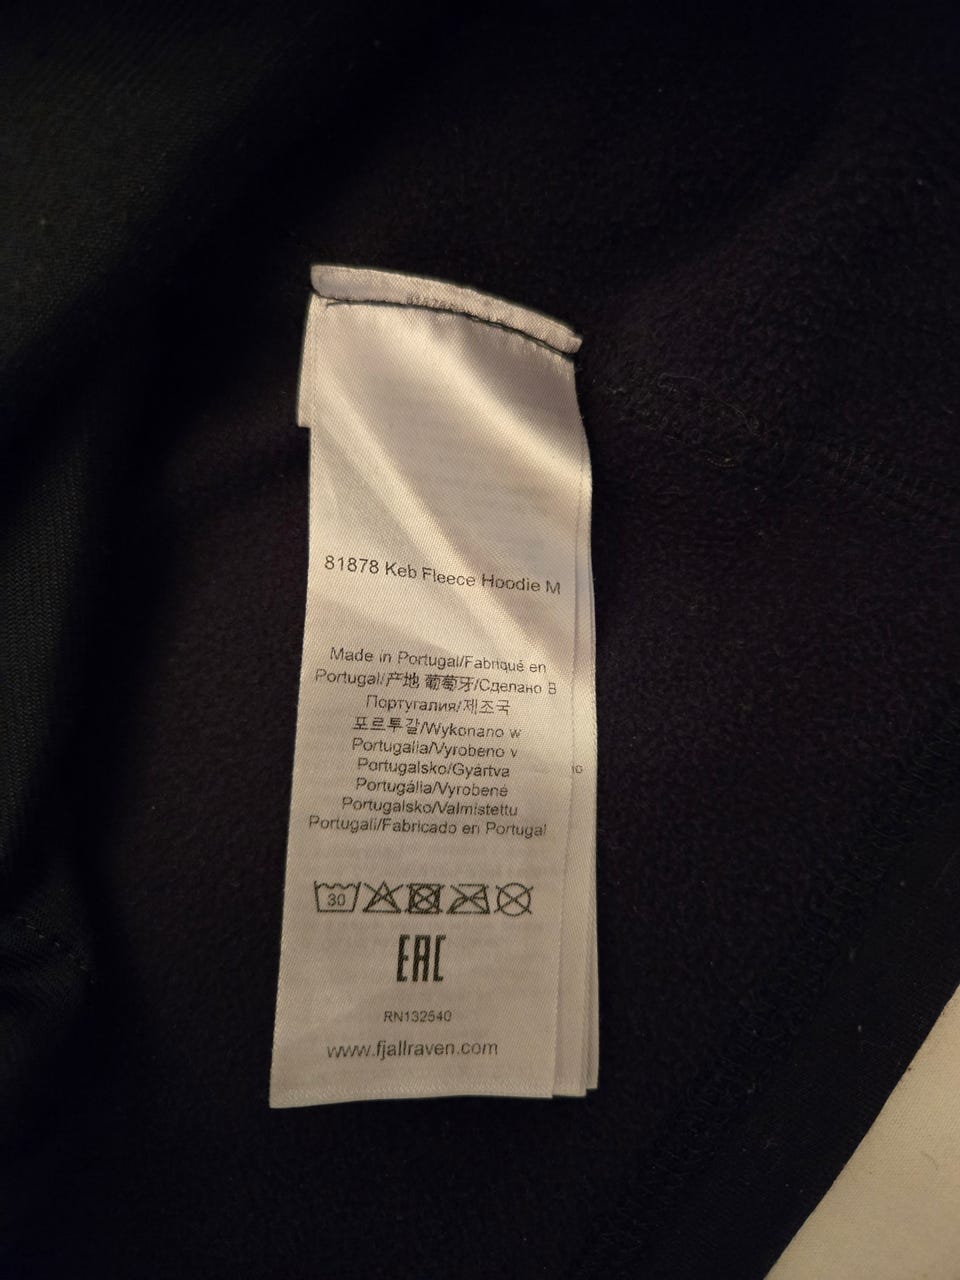 81878 Keb Fleece Hoodie M
Made in Portugal/Fabriqué en
Portugal/产地 葡萄牙/Сделано в
Португалия/제조국
포르투갈/Wykonano w
Portugalia/Vyrobeno v
Portugalsko/Gyártva
Portugália/Vyrobené
Portugalsko/Valmistettu
Portugali/Fabricado en Portugal
30
EAC
RN132540
www.fjallraven.com